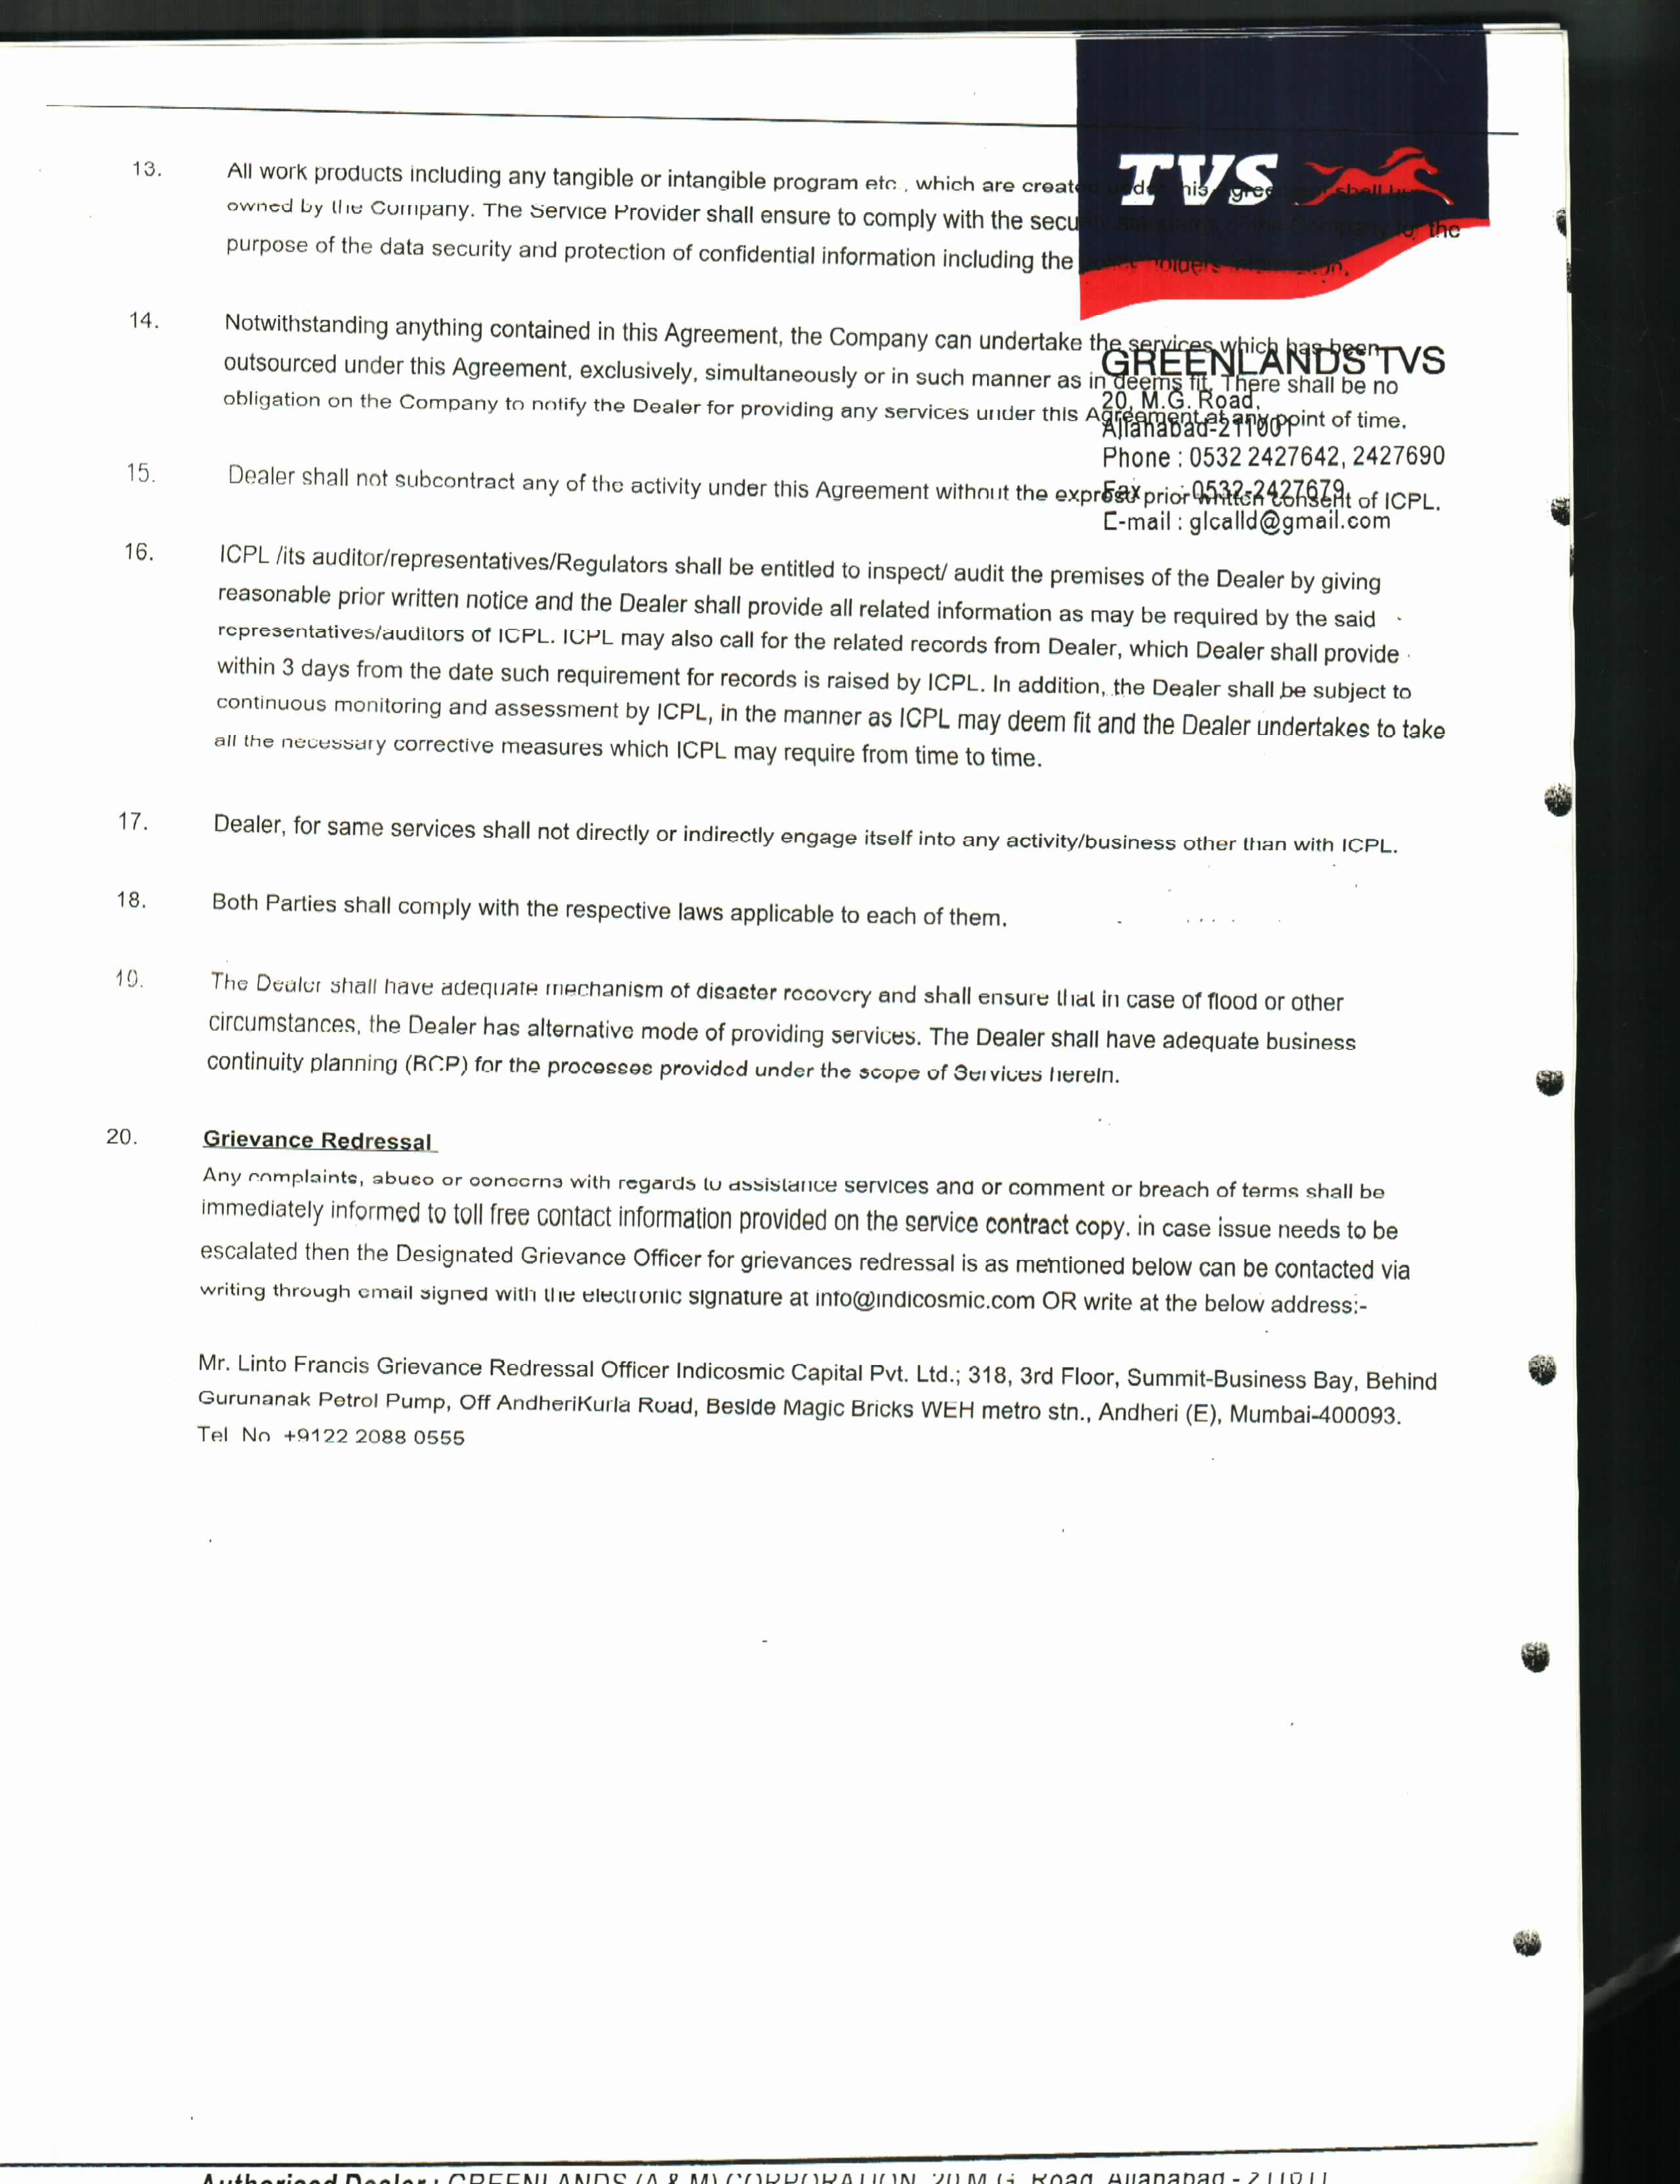 TVS
13. All work products including any tangible or intangible program etc., which are created under this Agreement shall be
owned by the Company. The Service Provider shall ensure to comply with the security standards of the Company for the
purpose of the data security and protection of confidential information including the holders information.
14. Notwithstanding anything contained in this Agreement, the Company can undertake the services which has been
outsourced under this Agreement, exclusively, simultaneously or in such manner as in deems fit. There shall be no
obligation on the Company to notify the Dealer for providing any services under this Agreement at any point of time.
GREENLANDS TVS
20, M.G. Road,
Allahabad-211001
Phone : 0532 2427642, 2427690
Fax : 0532-2427679
E-mail : glcalld@gmail.com
15. Dealer shall not subcontract any of the activity under this Agreement without the express prior written consent of ICPL.
16. ICPL /its auditor/representatives/Regulators shall be entitled to inspect/ audit the premises of the Dealer by giving
reasonable prior written notice and the Dealer shall provide all related information as may be required by the said
representatives/auditors of ICPL. ICPL may also call for the related records from Dealer, which Dealer shall provide
within 3 days from the date such requirement for records is raised by ICPL. In addition, the Dealer shall be subject to
continuous monitoring and assessment by ICPL, in the manner as ICPL may deem fit and the Dealer undertakes to take
all the necessary corrective measures which ICPL may require from time to time.
17. Dealer, for same services shall not directly or indirectly engage itself into any activity/business other than with ICPL.
18. Both Parties shall comply with the respective laws applicable to each of them.
19. The Dealer shall have adequate mechanism of disaster recovery and shall ensure that in case of flood or other
circumstances, the Dealer has alternative mode of providing services. The Dealer shall have adequate business
continuity planning (BCP) for the processes provided under the scope of Services herein.
20. Grievance Redressal
Any complaints, abuse or concerns with regards to assistance services and or comment or breach of terms shall be
immediately informed to toll free contact information provided on the service contract copy. in case issue needs to be
escalated then the Designated Grievance Officer for grievances redressal is as mentioned below can be contacted via
writing through email signed with the electronic signature at info@indicosmic.com OR write at the below address:-
Mr. Linto Francis Grievance Redressal Officer Indicosmic Capital Pvt. Ltd.; 318, 3rd Floor, Summit-Business Bay, Behind
Gurunanak Petrol Pump, Off AndheriKurla Road, Beside Magic Bricks WEH metro stn., Andheri (E), Mumbai-400093.
Tel No +9122 2088 0555
Authorised Dealer : GREENLANDS (A & M) CORPORATION, 20 M.G. Road, Allahabad - 211011